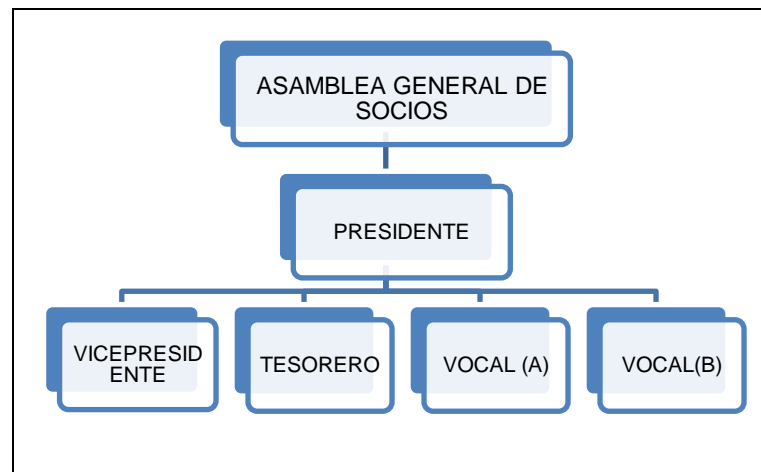 ASAMBLEA GENERAL DE
SOCIOS
PRESIDENTE
VICEPRESID
ENTE
TESORERO
VOCAL (A)
VOCAL(B)